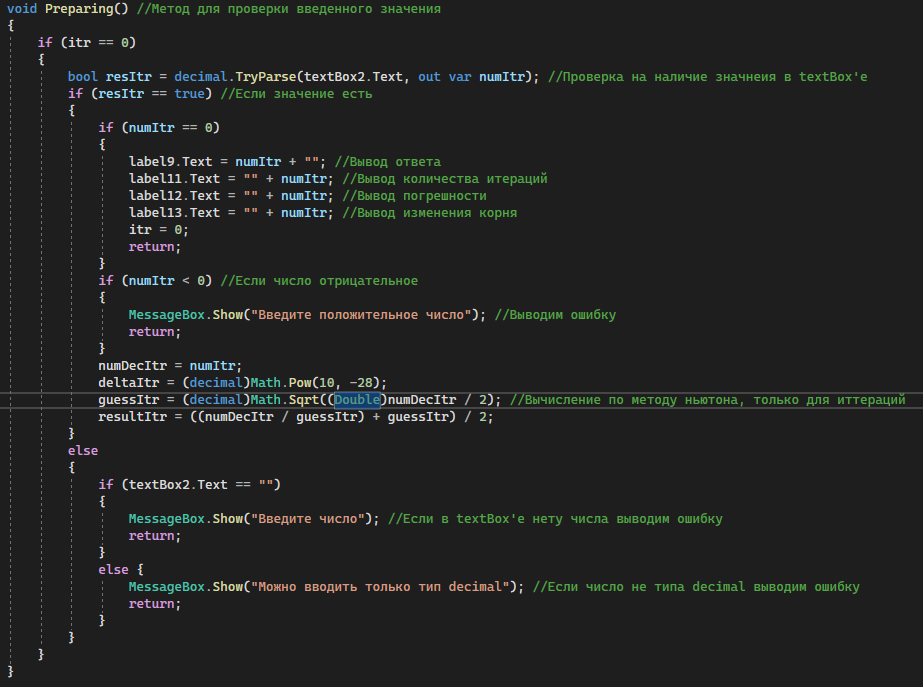 void Preparing() //Метод для проверки введенного значения
{
    if (itr == 0)
    {
        bool resItr = decimal.TryParse(textBox2.Text, out var numItr); //Проверка на наличие значнеия в textBox'е
        if (resItr == true) //Если значение есть
        {
            if (numItr == 0)
            {
                label9.Text = numItr + ""; //Вывод ответа
                label11.Text = "" + numItr; //Вывод количества итераций
                label12.Text = "" + numItr; //Вывод погрешности
                label13.Text = "" + numItr; //Вывод изменения корня
                itr = 0;
                return;
            }
            if (numItr < 0) //Если число отрицательное
            {
                MessageBox.Show("Введите положительное число"); //Выводим ошибку
                return;
            }
            numDecItr = numItr;
            deltaItr = (decimal)Math.Pow(10, -28);
            guessItr = (decimal)Math.Sqrt((Double)numDecItr / 2); //Вычисление по методу ньютона, только для иттераций
            resultItr = ((numDecItr / guessItr) + guessItr) / 2;
        }
        else
        {
            if (textBox2.Text == "")
            {
                MessageBox.Show("Введите число"); //Если в textBox'е нету числа выводим ошибку
                return;
            }
            else {
                MessageBox.Show("Можно вводить только тип decimal"); //Если число не типа decimal выводим ошибку
                return;
            }
        }
    }
}